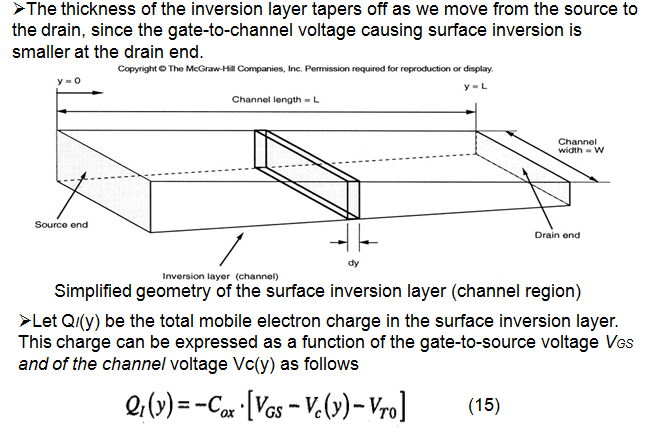 ➢The thickness of the inversion layer tapers off as we move from the source to
the drain, since the gate-to-channel voltage causing surface inversion is
smaller at the drain end.
Copyright © The McGraw-Hill Companies, Inc. Permission required for reproduction or display.
y = 0
y = L
Channel length = L
Channel
width = W
Source end
Drain end
dy
Inversion layer (channel)
Simplified geometry of the surface inversion layer (channel region)
➢Let QI(y) be the total mobile electron charge in the surface inversion layer.
This charge can be expressed as a function of the gate-to-source voltage VGS
and of the channel voltage Vc(y) as follows
Q_I(y) = −C_ox · [V_GS − V_c(y) − V_T0] (15)